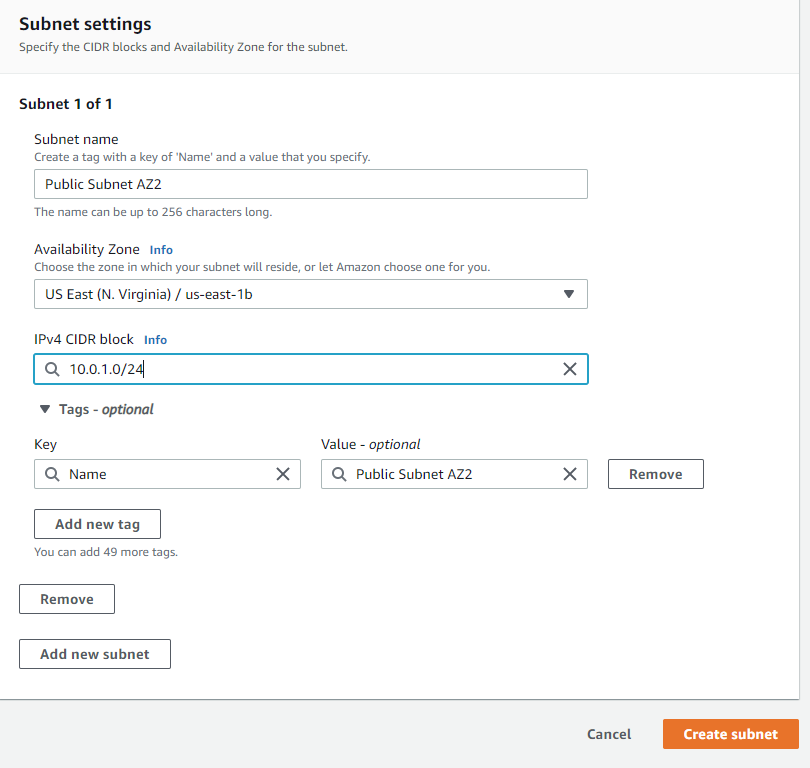 Subnet settings
Specify the CIDR blocks and Availability Zone for the subnet.
Subnet 1 of 1
Subnet name
Create a tag with a key of 'Name' and a value that you specify.
Public Subnet AZ2
The name can be up to 256 characters long.
Availability Zone Info
Choose the zone in which your subnet will reside, or let Amazon choose one for you.
US East (N. Virginia) / us-east-1b
IPv4 CIDR block Info
10.0.1.0/24
Tags - optional
Key Value - optional
Name Public Subnet AZ2 Remove
Add new tag
You can add 49 more tags.
Remove
Add new subnet
Cancel Create subnet